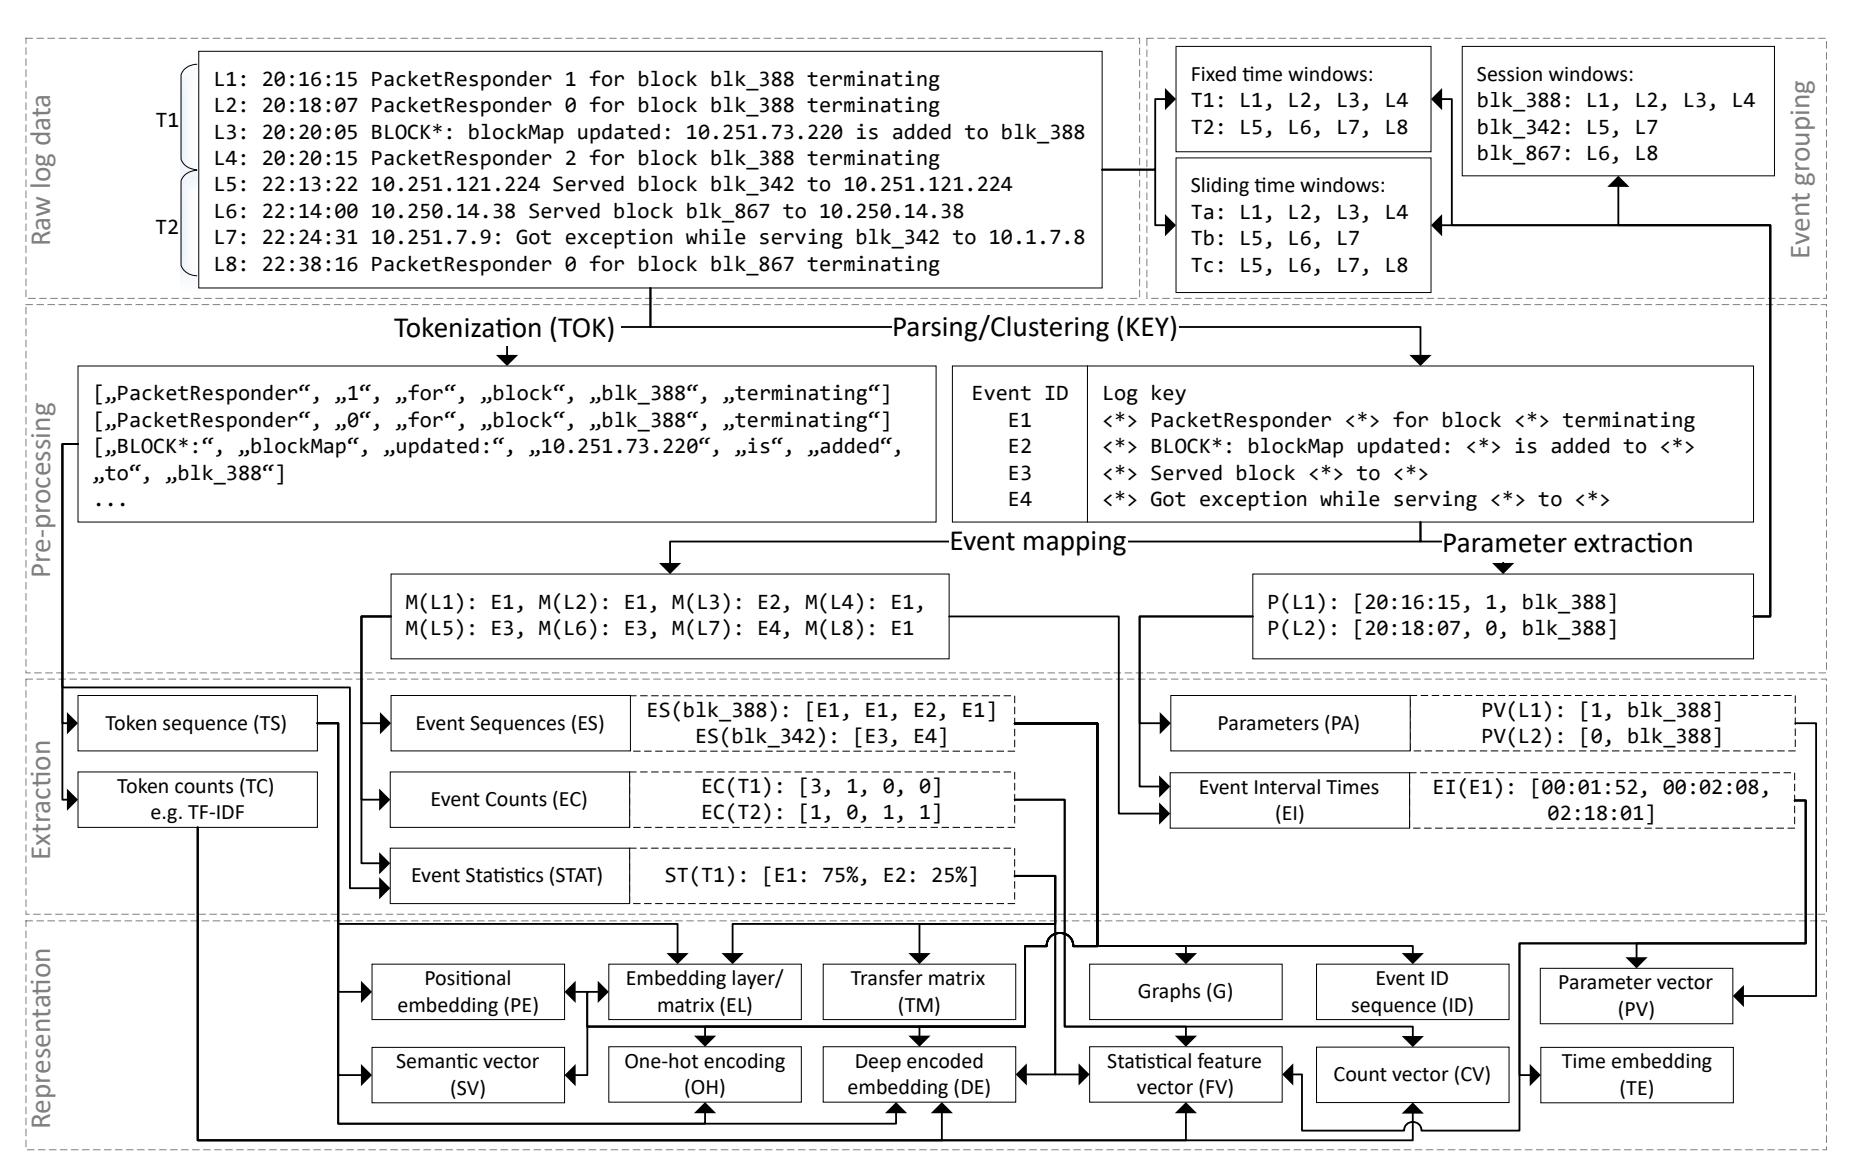 Raw log data
T1
T2
L1: 20:16:15 PacketResponder 1 for block blk_388 terminating
L2: 20:18:07 PacketResponder 0 for block blk_388 terminating
L3: 20:20:05 BLOCK*: blockMap updated: 10.251.73.220 is added to blk_388
L4: 20:20:15 PacketResponder 2 for block blk_388 terminating
L5: 22:13:22 10.251.121.224 Served block blk_342 to 10.251.121.224
L6: 22:14:00 10.250.14.38 Served block blk_867 to 10.250.14.38
L7: 22:24:31 10.251.7.9: Got exception while serving blk_342 to 10.1.7.8
L8: 22:38:16 PacketResponder 0 for block blk_867 terminating
Fixed time windows:
T1: L1, L2, L3, L4
T2: L5, L6, L7, L8
Sliding time windows:
Ta: L1, L2, L3, L4
Tb: L5, L6, L7
Tc: L5, L6, L7, L8
Session windows:
blk_388: L1, L2, L3, L4
blk_342: L5, L7
blk_867: L6, L8
Event grouping
Pre-processing
Tokenization (TOK)
Parsing/Clustering (KEY)
[„PacketResponder“, „1“, „for“, „block“, „blk_388“, „terminating“]
[„PacketResponder“, „0“, „for“, „block“, „blk_388“, „terminating“]
[„BLOCK*:“, „blockMap“, „updated:“, „10.251.73.220“, „is“, „added“,
„to“, „blk_388“]
...
Event ID Log key
E1 <*> PacketResponder <*> for block <*> terminating
E2 <*> BLOCK*: blockMap updated: <*> is added to <*>
E3 <*> Served block <*> to <*>
E4 <*> Got exception while serving <*> to <*>
Event mapping
Parameter extraction
M(L1): E1, M(L2): E1, M(L3): E2, M(L4): E1,
M(L5): E3, M(L6): E3, M(L7): E4, M(L8): E1
P(L1): [20:16:15, 1, blk_388]
P(L2): [20:18:07, 0, blk_388]
Extraction
Token sequence (TS)
Token counts (TC)
e.g. TF-IDF
Event Sequences (ES)
ES(blk_388): [E1, E1, E2, E1]
ES(blk_342): [E3, E4]
Event Counts (EC)
EC(T1): [3, 1, 0, 0]
EC(T2): [1, 0, 1, 1]
Event Statistics (STAT)
ST(T1): [E1: 75%, E2: 25%]
Parameters (PA)
PV(L1): [1, blk_388]
PV(L2): [0, blk_388]
Event Interval Times
(EI)
EI(E1): [00:01:52, 00:02:08,
02:18:01]
Representation
Positional
embedding (PE)
Embedding layer/
matrix (EL)
Transfer matrix
(TM)
Graphs (G)
Event ID
sequence (ID)
Parameter vector
(PV)
Semantic vector
(SV)
One-hot encoding
(OH)
Deep encoded
embedding (DE)
Statistical feature
vector (FV)
Count vector (CV)
Time embedding
(TE)